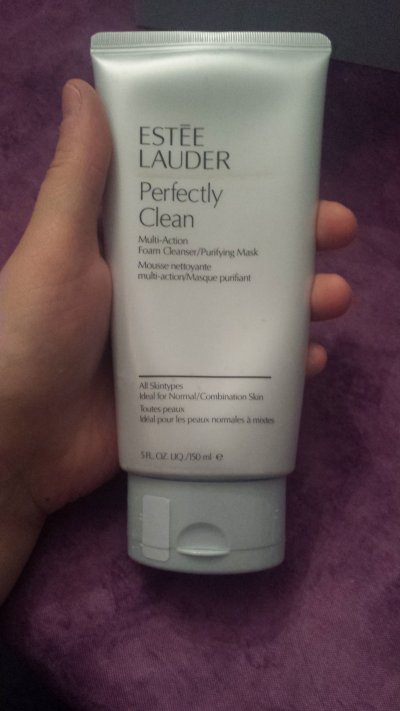 ESTĒE
LAUDER
Perfectly
Clean
Multi-Action
Foam Cleanser/Purifying Mask
Mousse nettoyante
multi-action/Masque purifiant
All Skintypes
Ideal for Normal/Combination Skin
Toutes peaux
Idéal pour les peaux normales à mixtes
5 FL. OZ. LIQ./150 ml ℮